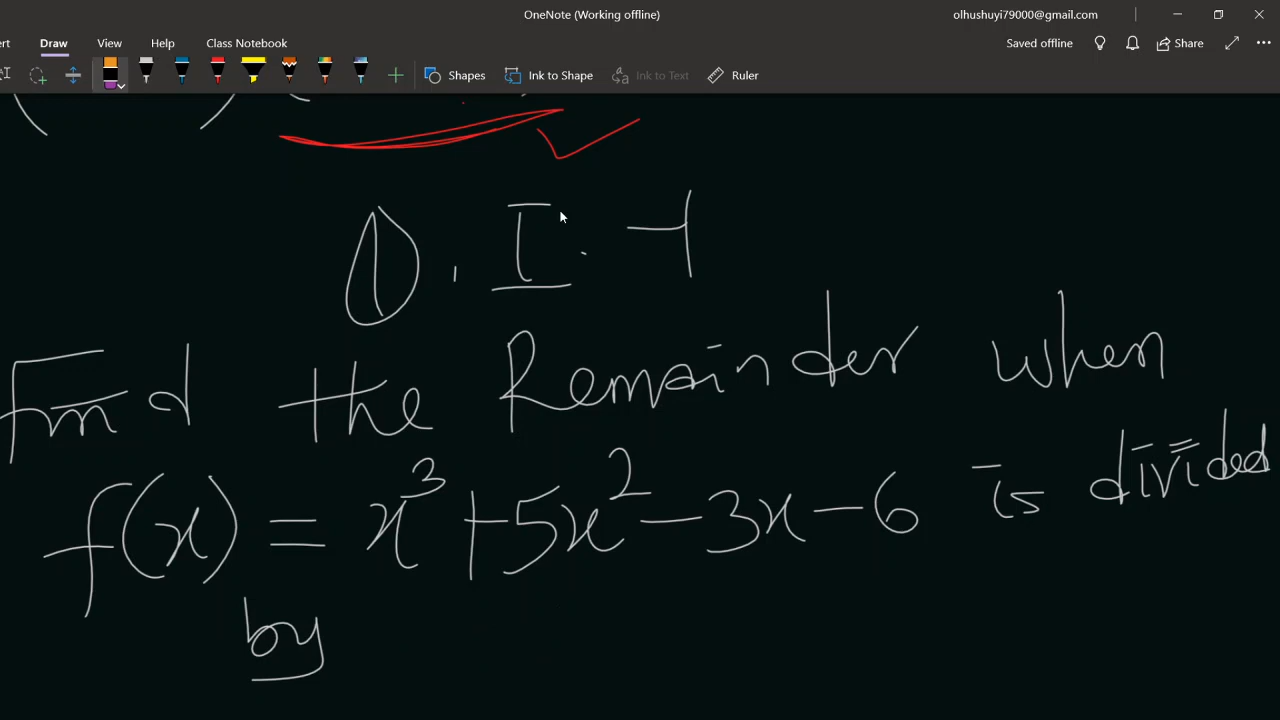 OneNote (Working offline)
olhushuyi79000@gmail.com
ert Draw View Help Class Notebook
Saved offline
Share
Shapes
Ink to Shape
Ink to Text
Ruler
D. I. Y
Find the Remainder when
f(x) = x³ + 5x² - 3x - 6 is divided
by